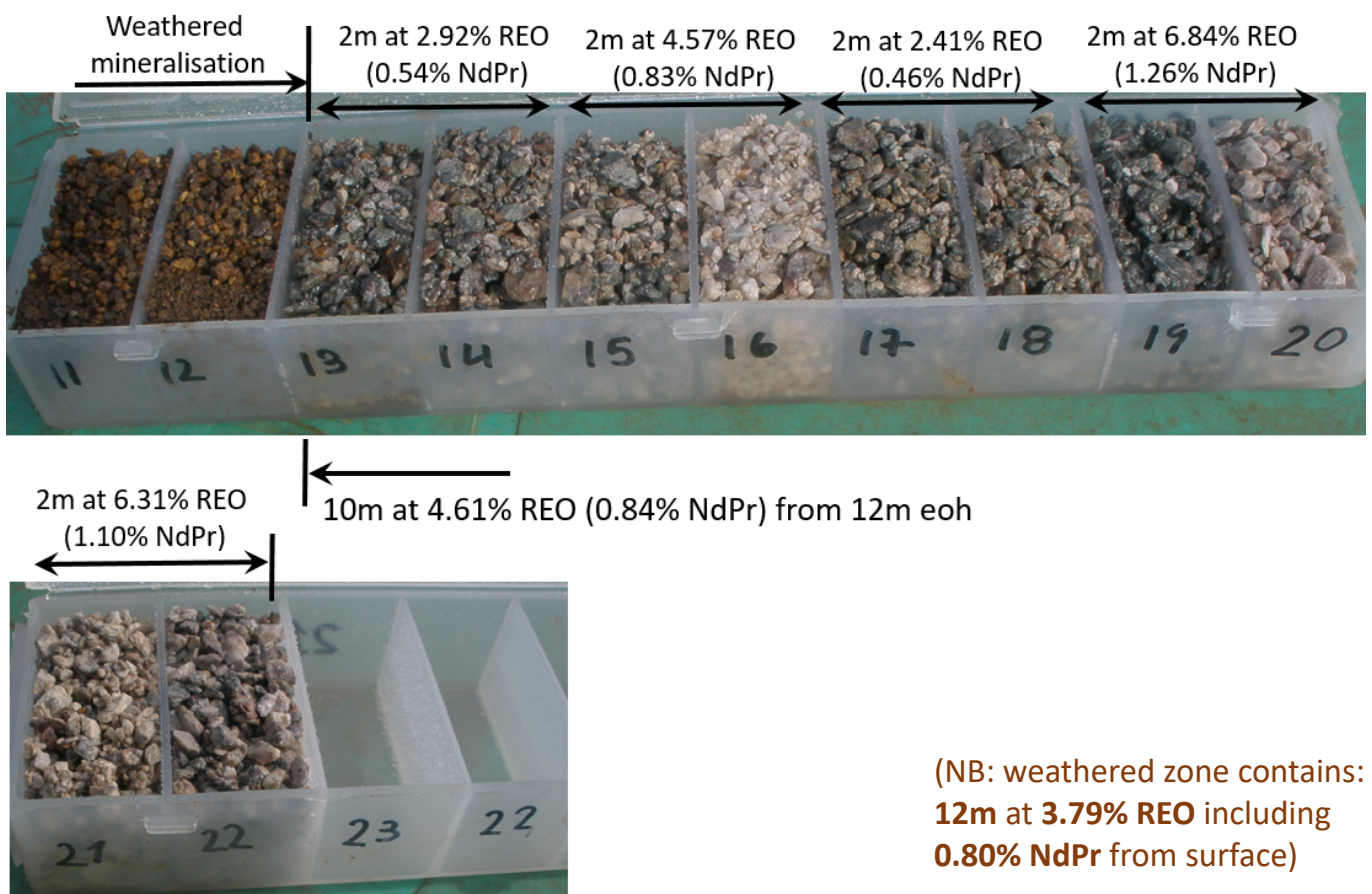 Weathered
mineralisation
2m at 2.92% REO
(0.54% NdPr)
2m at 4.57% REO
(0.83% NdPr)
2m at 2.41% REO
(0.46% NdPr)
2m at 6.84% REO
(1.26% NdPr)
11 12 13 14 15 16 17 18 19 20
10m at 4.61% REO (0.84% NdPr) from 12m eoh
2m at 6.31% REO
(1.10% NdPr)
21 22 23 22
(NB: weathered zone contains:
12m at 3.79% REO including
0.80% NdPr from surface)